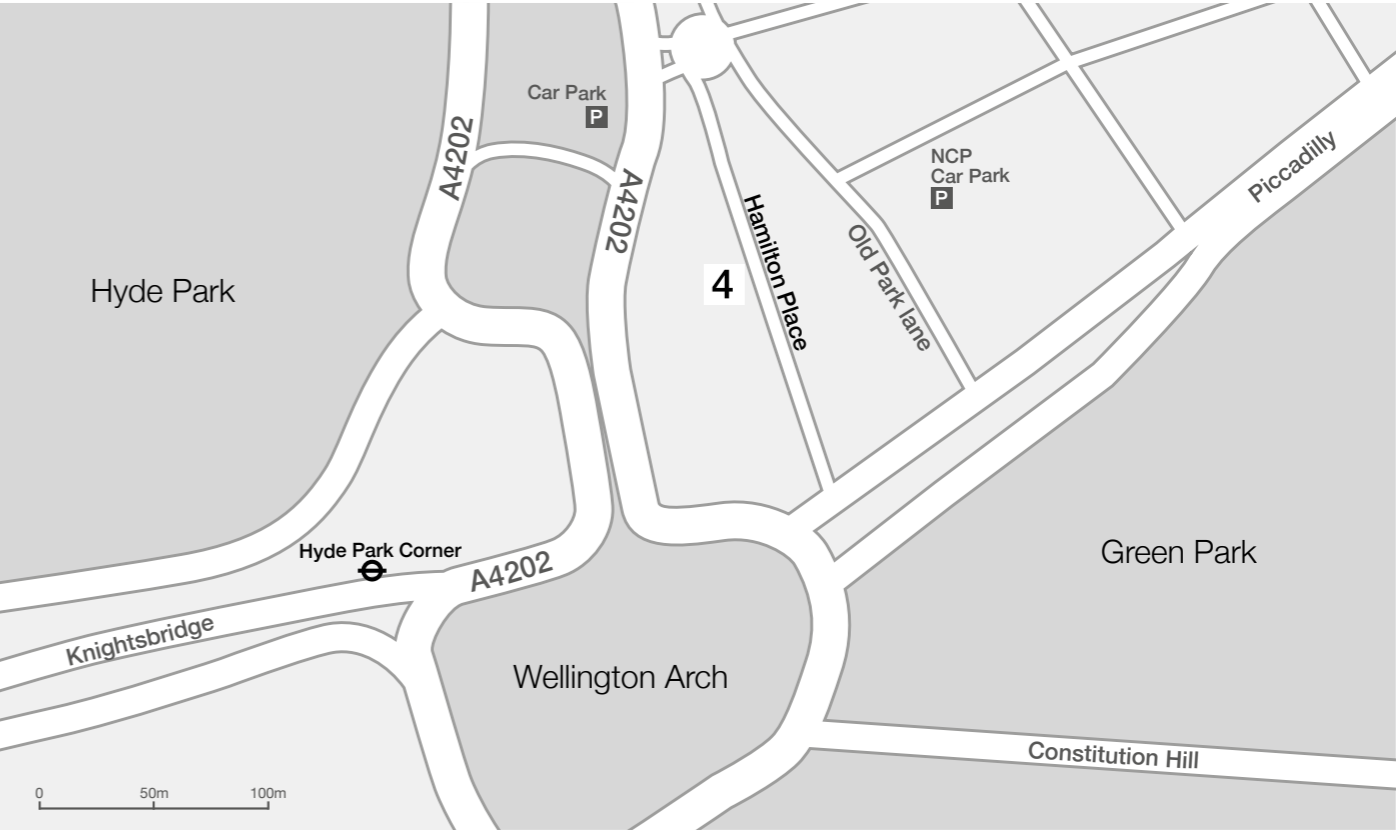 Car Park
P
A4202
A4202
NCP
Car Park
P
Piccadilly
Hamilton Place
Old Park lane
4
Hyde Park
Hyde Park Corner
A4202
Green Park
Knightsbridge
Wellington Arch
Constitution Hill
0 50m 100m